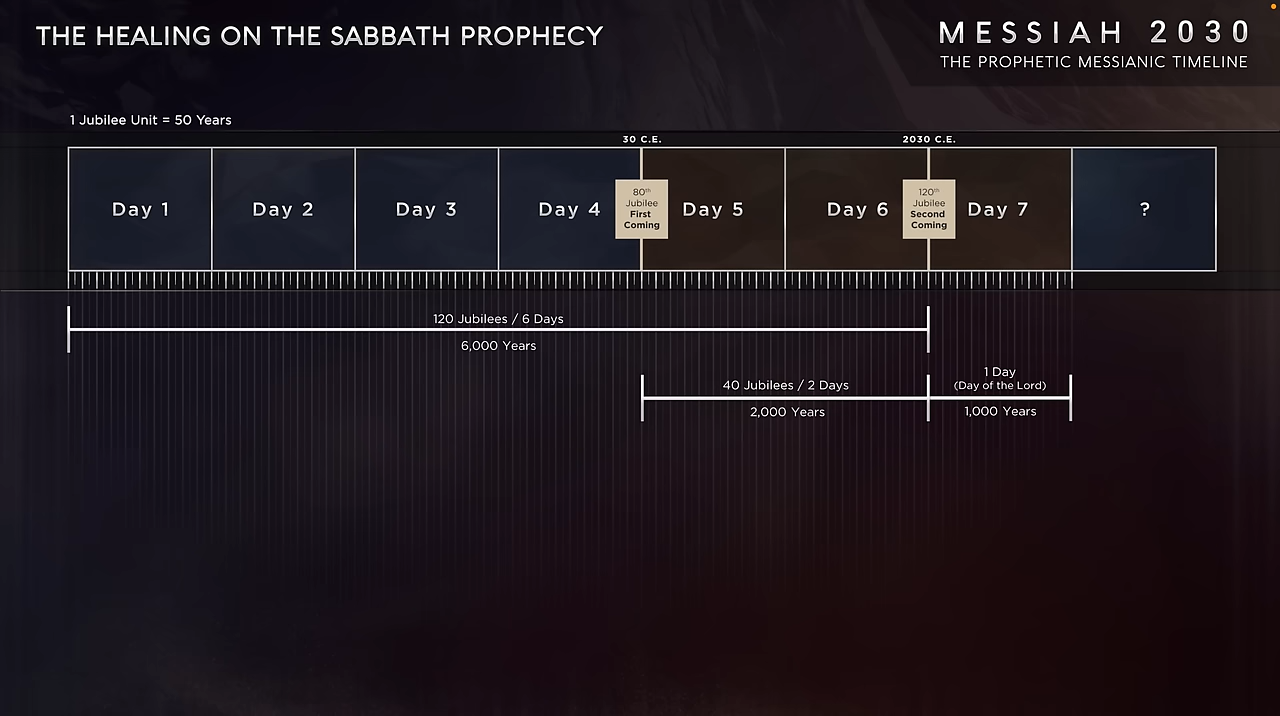 THE HEALING ON THE SABBATH PROPHECY
MESSIAH 2030
THE PROPHETIC MESSIANIC TIMELINE
1 Jubilee Unit = 50 Years
30 C.E.
2030 C.E.
Day 1
Day 2
Day 3
Day 4
80th
Jubilee
First
Coming
Day 5
Day 6
120th
Jubilee
Second
Coming
Day 7
?
120 Jubilees / 6 Days
6,000 Years
40 Jubilees / 2 Days
2,000 Years
1 Day
(Day of the Lord)
1,000 Years